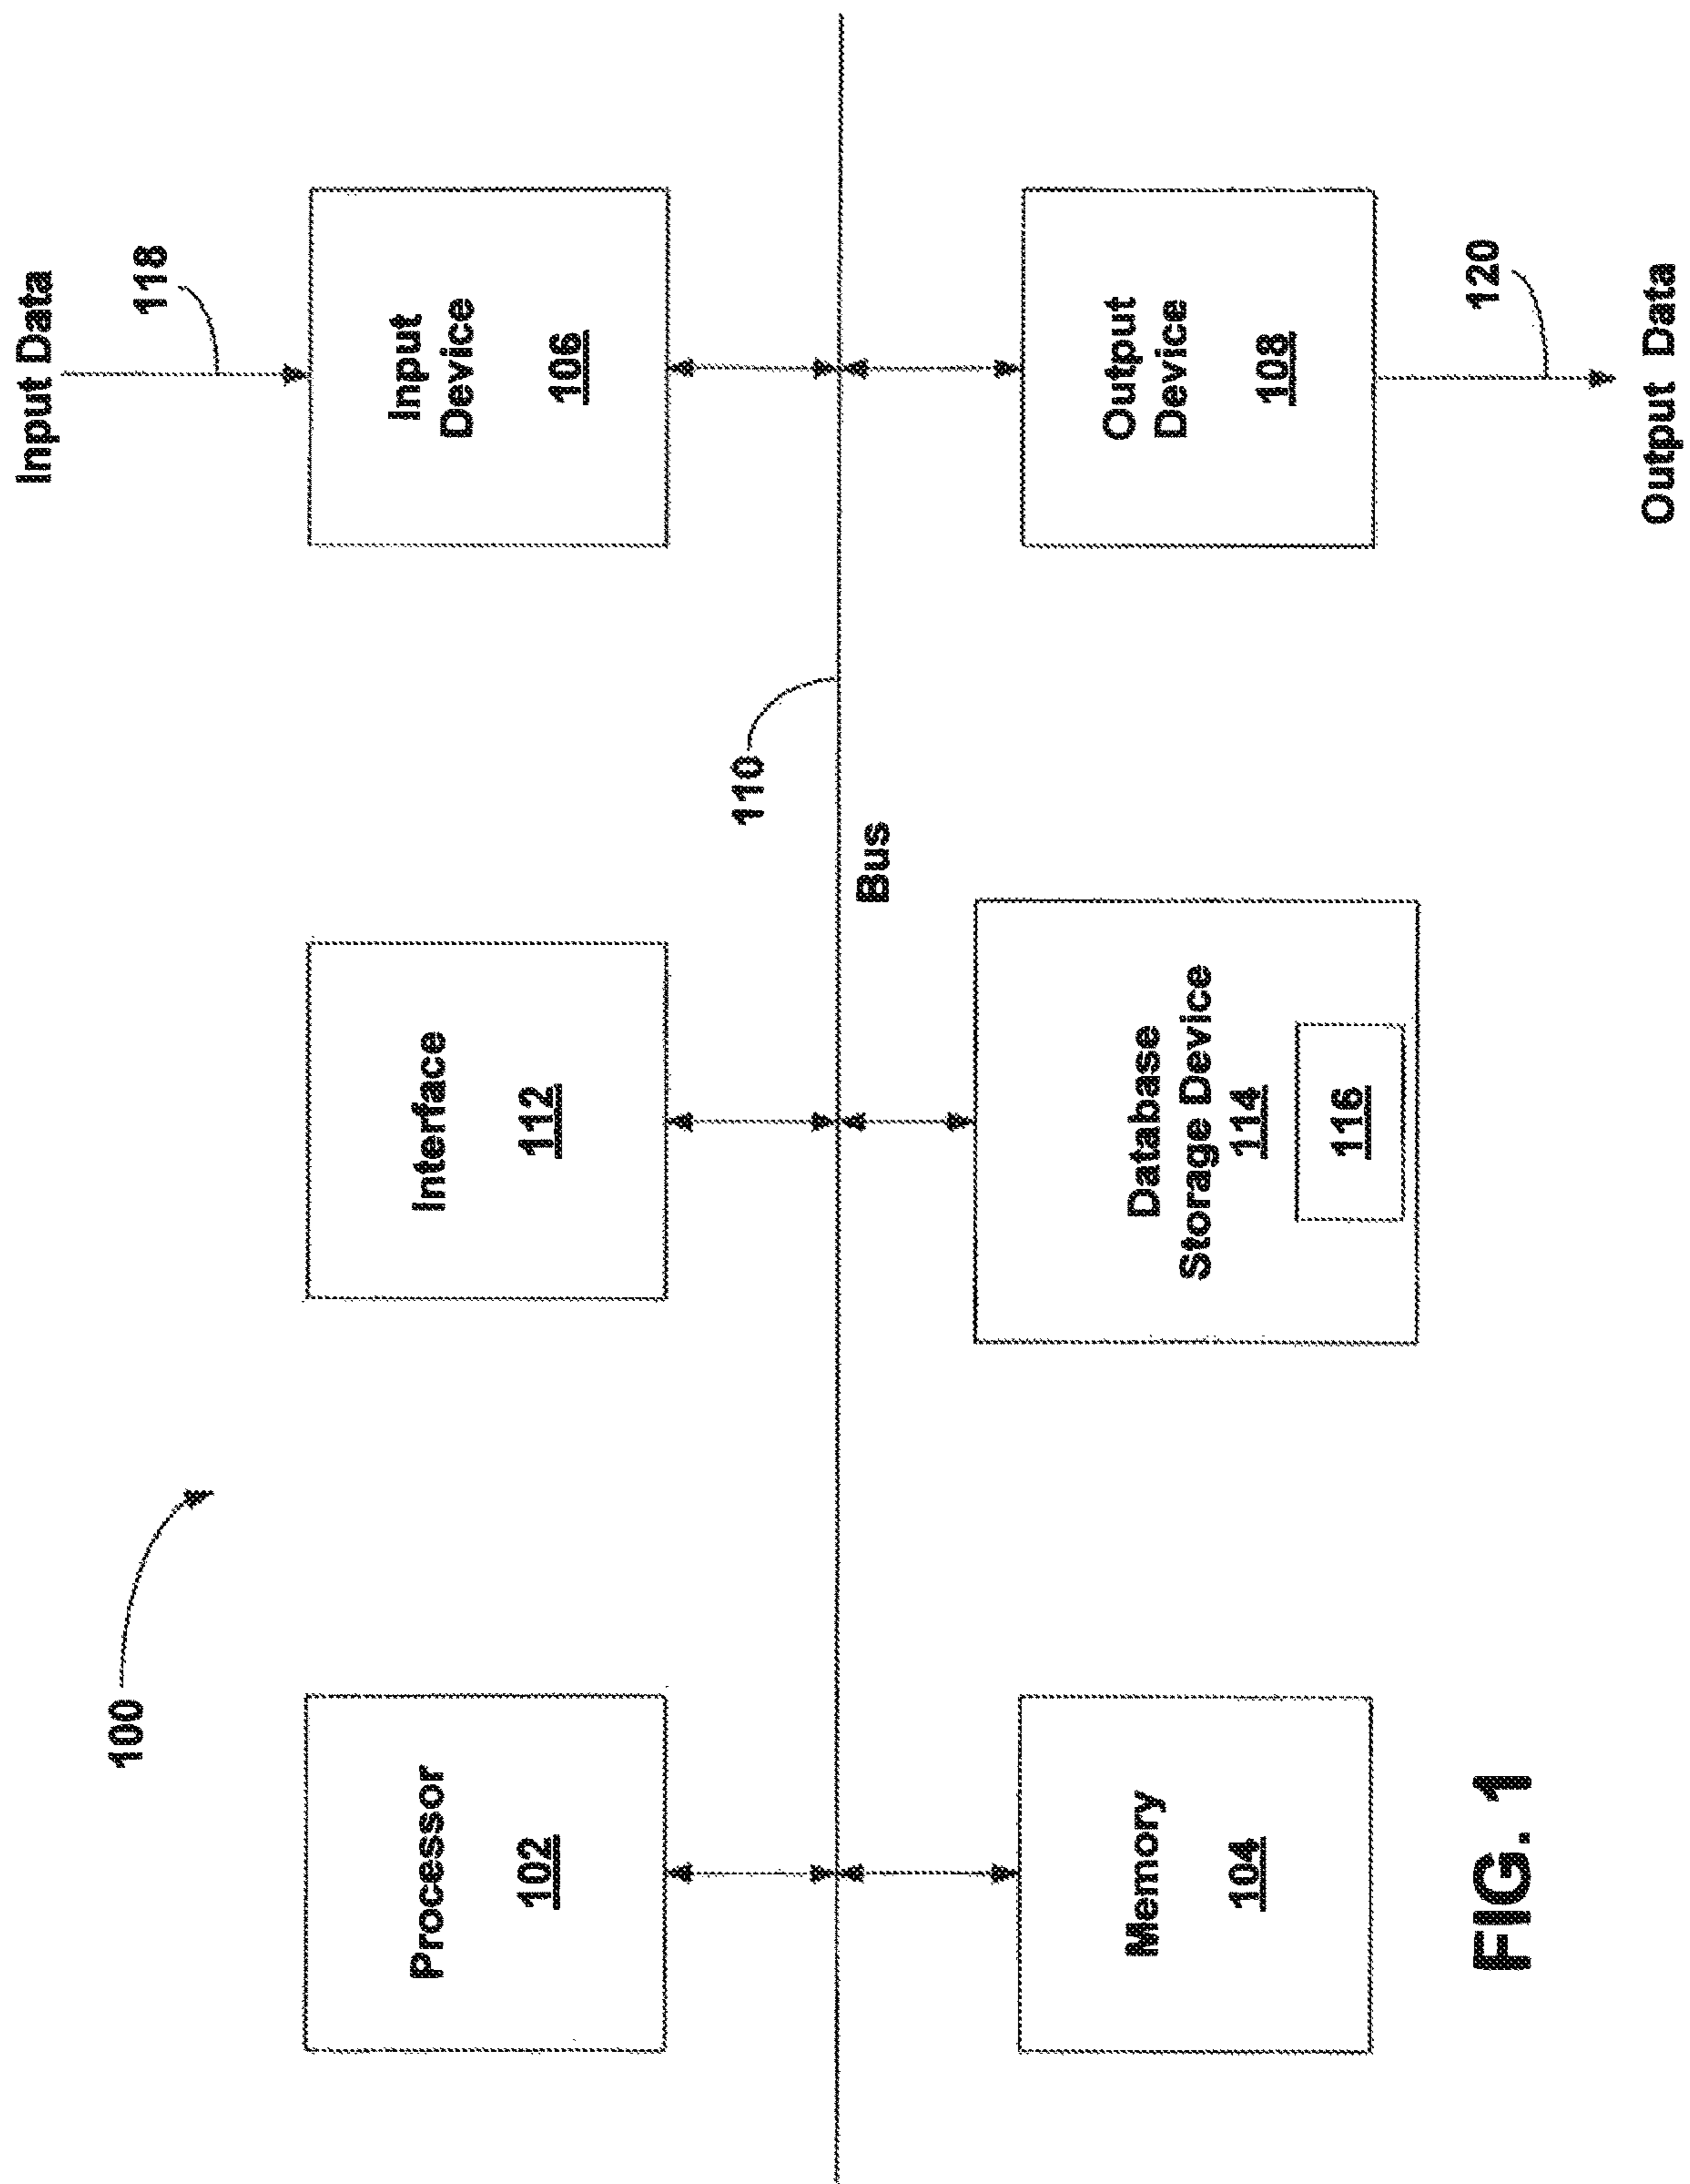 100
Processor
102
Interface
112
Input Data
118
Input
Device
106
110
Bus
Memory
104
Database
Storage Device
114
116
Output
Device
108
120
Output Data
FIG. 1